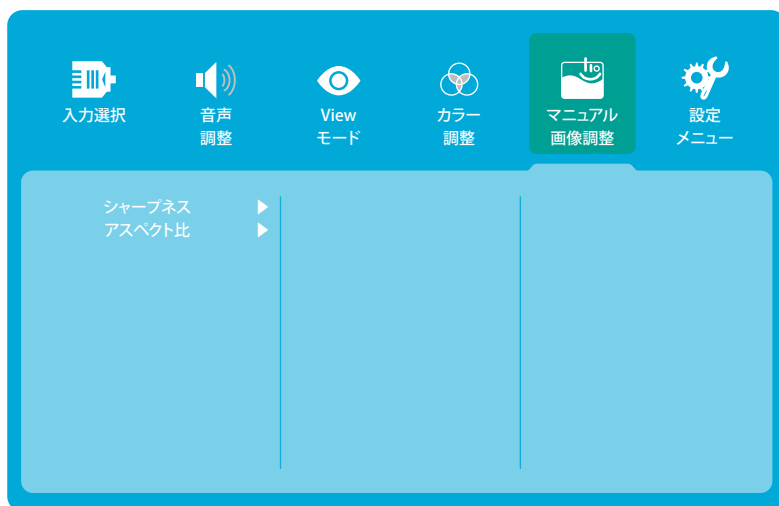 入力選択
音声
調整
View
モード
カラー
調整
マニュアル
画像調整
設定
メニュー
シャープネス
アスペクト比